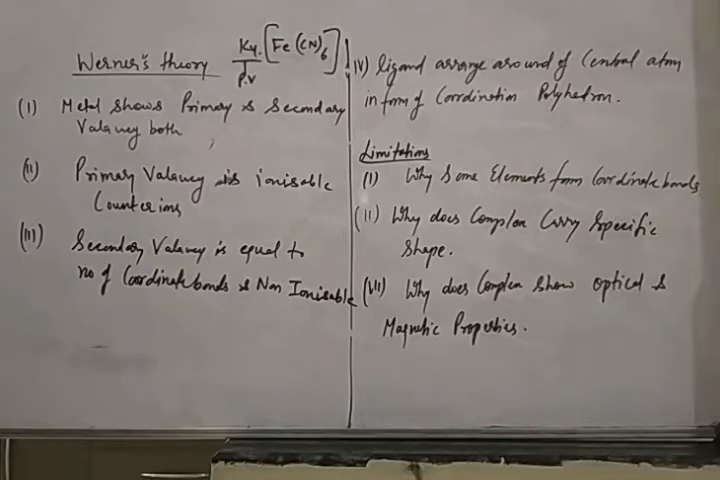 Werner's theory K4.[Fe(CN)6]
P.V
(I) Metal Shows Primary & Secondary
Valancy both
(II) Primary Valancy is ionisable
Counterions
(III) Secondary Valancy is equal to
no of Coordinate bonds & Non Ionisable
IV) ligand arrange around of Central atom
in form of Coordination Polyhedron.
Limitations
(I) Why Some Elements form Coordinate bonds
(II) Why does Complex Carry Specific
Shape.
(VII) Why does Complex Show Optical &
Magnetic Properties.